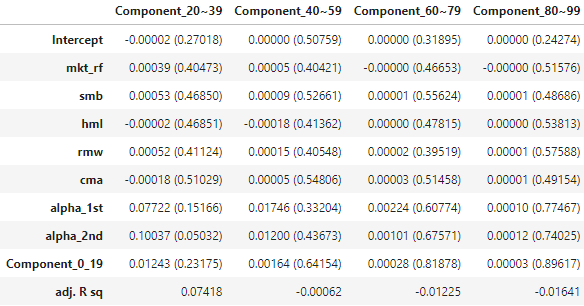 Component_20~39 Component_40~59 Component_60~79 Component_80~99
Intercept -0.00002 (0.27018) 0.00000 (0.50759) 0.00000 (0.31895) 0.00000 (0.24274)
mkt_rf 0.00039 (0.40473) 0.00005 (0.40421) -0.00000 (0.46653) -0.00000 (0.51576)
smb 0.00053 (0.46850) 0.00009 (0.52661) 0.00001 (0.55624) 0.00001 (0.48686)
hml -0.00002 (0.46851) -0.00018 (0.41362) 0.00000 (0.47815) 0.00000 (0.53813)
rmw 0.00052 (0.41124) 0.00015 (0.40548) 0.00002 (0.39519) 0.00001 (0.57588)
cma -0.00018 (0.51029) 0.00005 (0.54806) 0.00003 (0.51458) 0.00001 (0.49154)
alpha_1st 0.07722 (0.15166) 0.01746 (0.33204) 0.00224 (0.60774) 0.00010 (0.77467)
alpha_2nd 0.10037 (0.05032) 0.01200 (0.43673) 0.00101 (0.67571) 0.00012 (0.74025)
Component_0_19 0.01243 (0.23175) 0.00164 (0.64154) 0.00028 (0.81878) 0.00003 (0.89617)
adj. R sq 0.07418 -0.00062 -0.01225 -0.01641